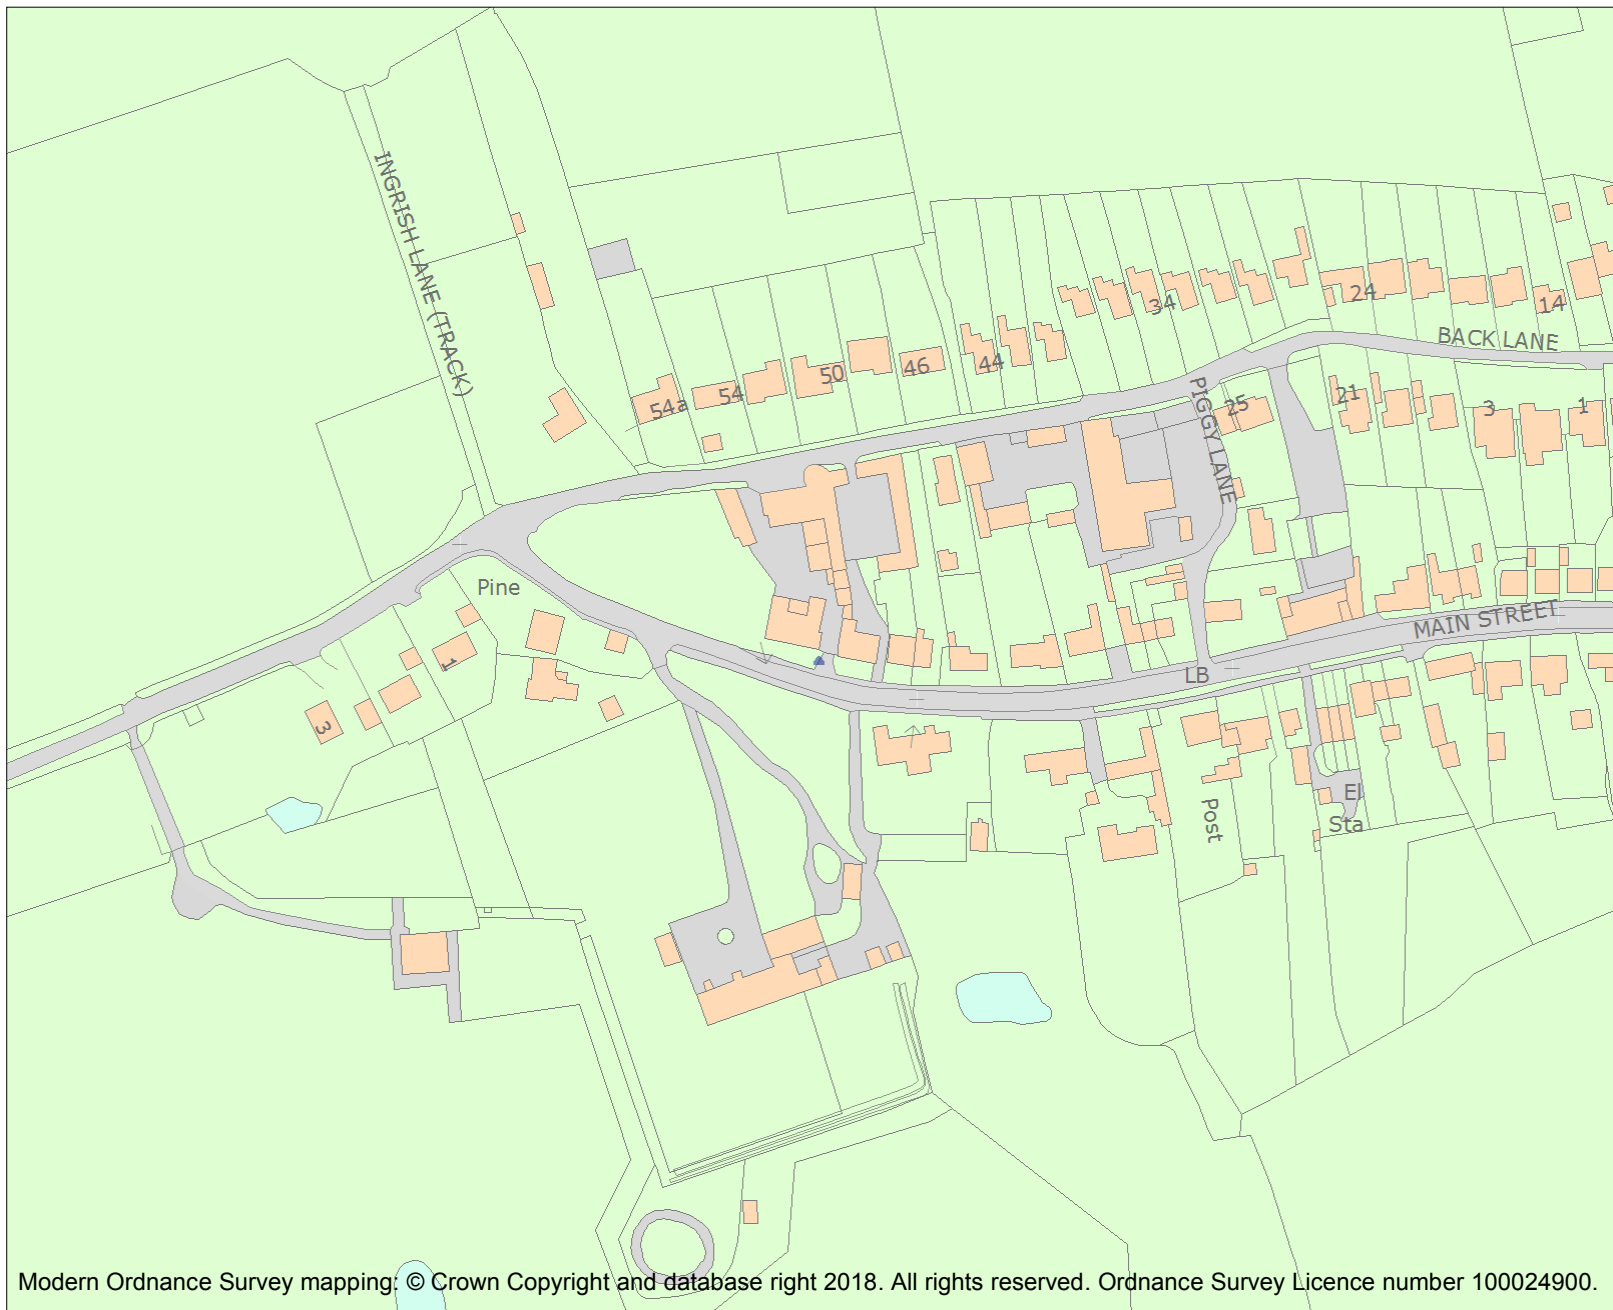 INGRISH LANE (TRACK)
34
24
14
BACK LANE
44
46
50
54
54a
PIGGY LANE
25
21
3
1
Pine
MAIN STREET
1
LB
3
Post
El
Sta
Modern Ordnance Survey mapping: © Crown Copyright and database right 2018. All rights reserved. Ordnance Survey Licence number 100024900.